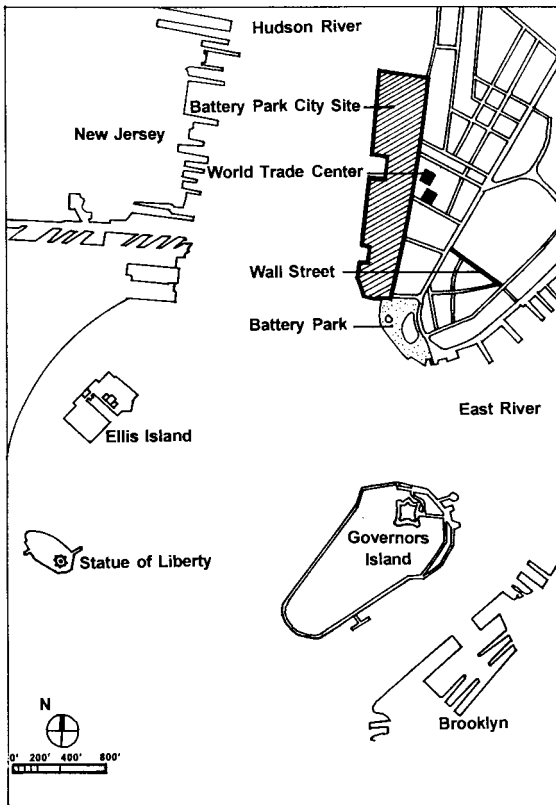 Hudson River
Battery Park City Site
New Jersey
World Trade Center
Wall Street
Battery Park
East River
Ellis Island
Governors
Island
Statue of Liberty
N
Brooklyn
0' 200' 400' 800'